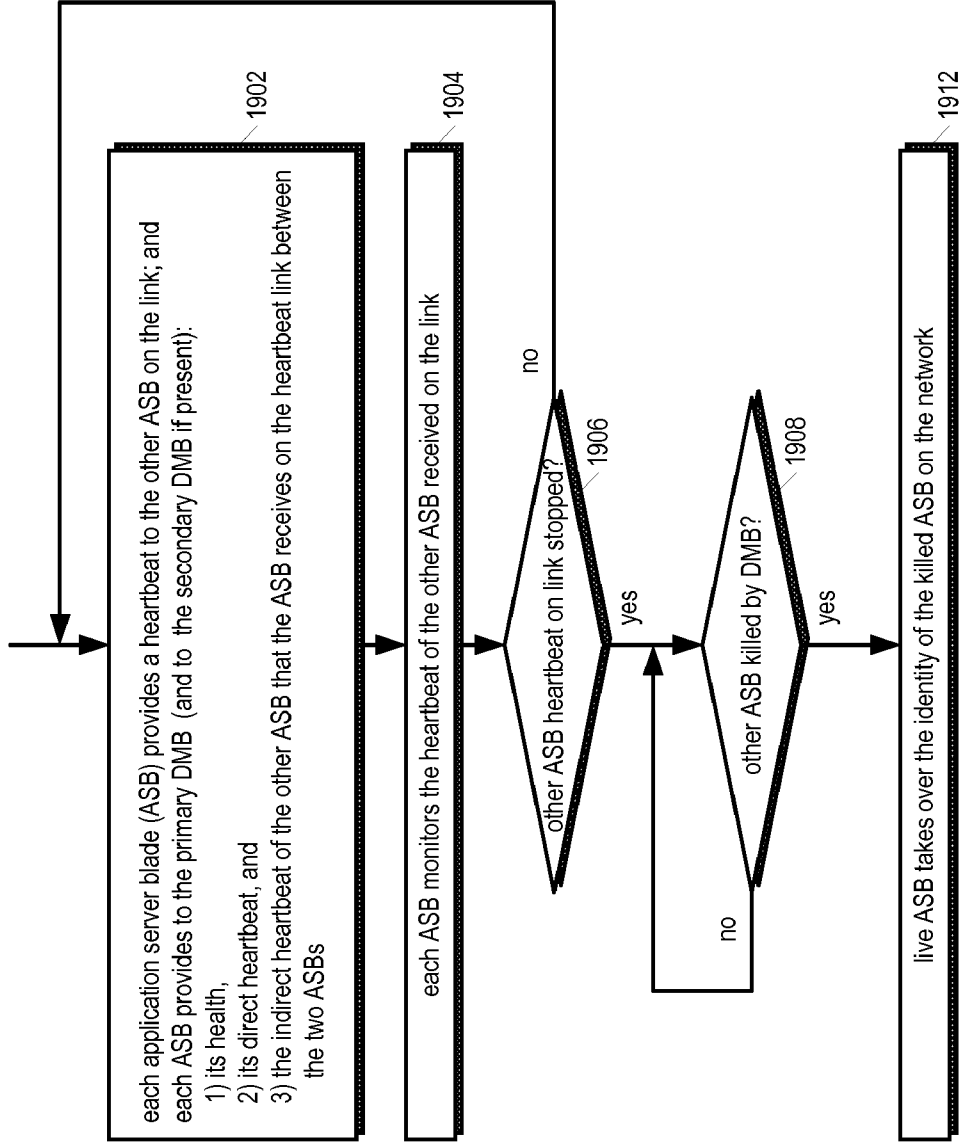 each application server blade (ASB) provides a heartbeat to the other ASB on the link; and
each ASB provides to the primary DMB (and to the secondary DMB if present):
1) its health,
2) its direct heartbeat, and
3) the indirect heartbeat of the other ASB that the ASB receives on the heartbeat link between
the two ASBs
1902
each ASB monitors the heartbeat of the other ASB received on the link
1904
other ASB heartbeat on link stopped?
no
1906
yes
other ASB killed by DMB?
no
1908
yes
live ASB takes over the identity of the killed ASB on the network
1912